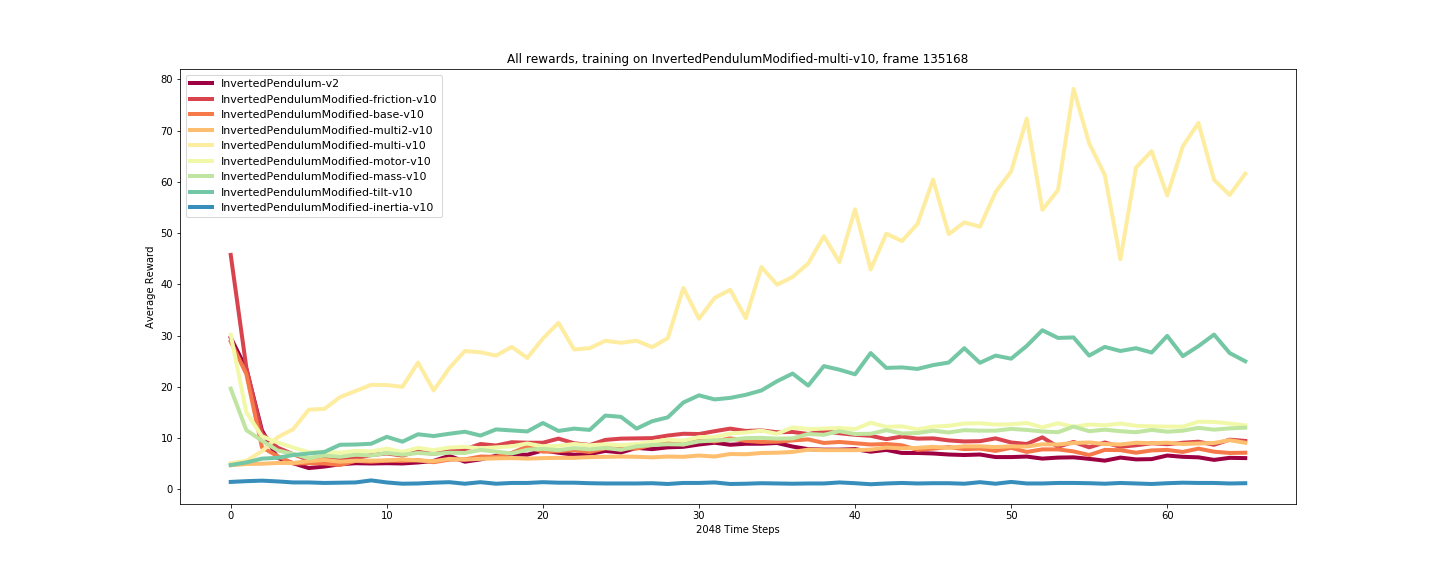 All rewards, training on InvertedPendulumModified-multi-v10, frame 135168
80
70
60
50
40
30
20
10
0
Average Reward
InvertedPendulum-v2
InvertedPendulumModified-friction-v10
InvertedPendulumModified-base-v10
InvertedPendulumModified-multi2-v10
InvertedPendulumModified-multi-v10
InvertedPendulumModified-motor-v10
InvertedPendulumModified-mass-v10
InvertedPendulumModified-tilt-v10
InvertedPendulumModified-inertia-v10
0 10 20 30 40 50 60
2048 Time Steps